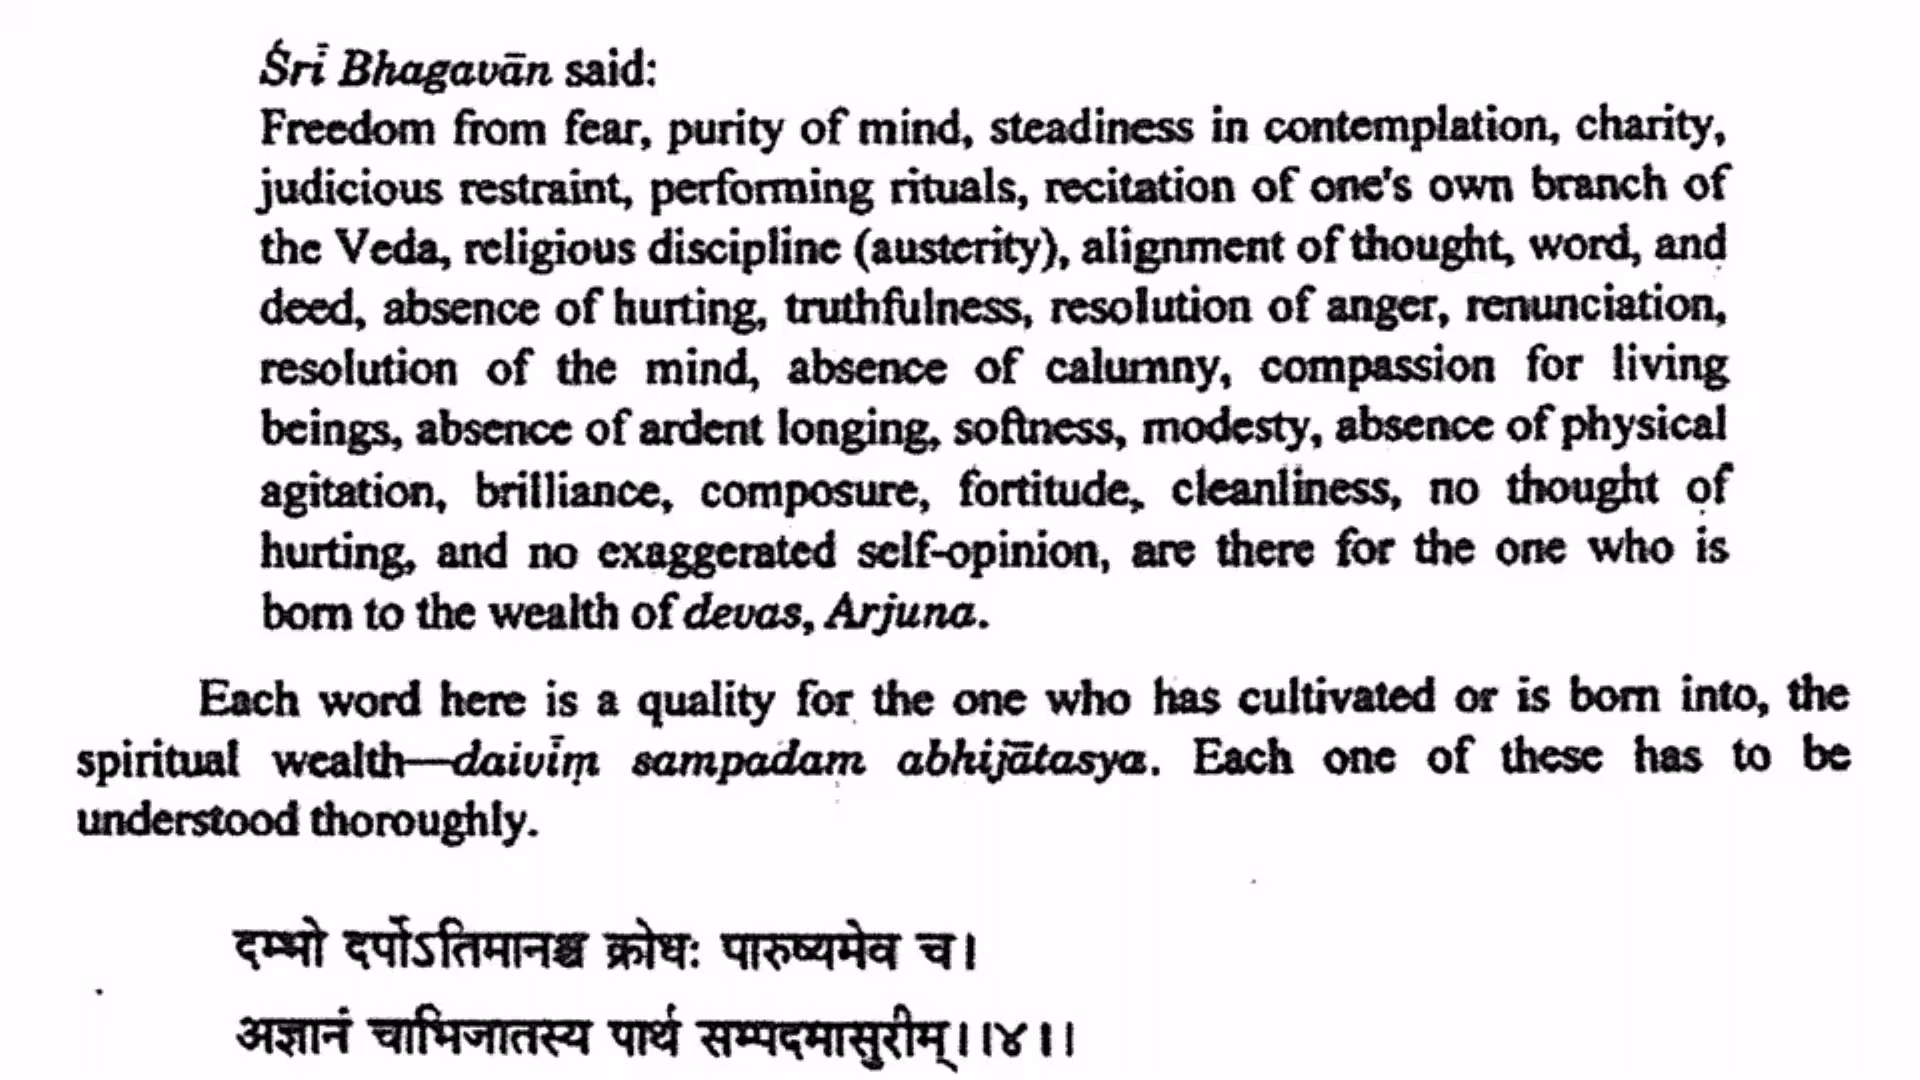 Śrī Bhagavān said:
Freedom from fear, purity of mind, steadiness in contemplation, charity,
judicious restraint, performing rituals, recitation of one's own branch of
the Veda, religious discipline (austerity), alignment of thought, word, and
deed, absence of hurting, truthfulness, resolution of anger, renunciation,
resolution of the mind, absence of calumny, compassion for living
beings, absence of ardent longing, softness, modesty, absence of physical
agitation, brilliance, composure, fortitude, cleanliness, no thought of
hurting, and no exaggerated self-opinion, are there for the one who is
born to the wealth of devas, Arjuna.
Each word here is a quality for the one who has cultivated or is born into, the
spiritual wealth—daivīṃ sampadam abhijātasya. Each one of these has to be
understood thoroughly.
दम्भो दर्पोऽतिमानश्च क्रोधः पारुष्यमेव च।
अज्ञानं चाभिजातस्य पार्थ सम्पदमासुरीम्।।४।।